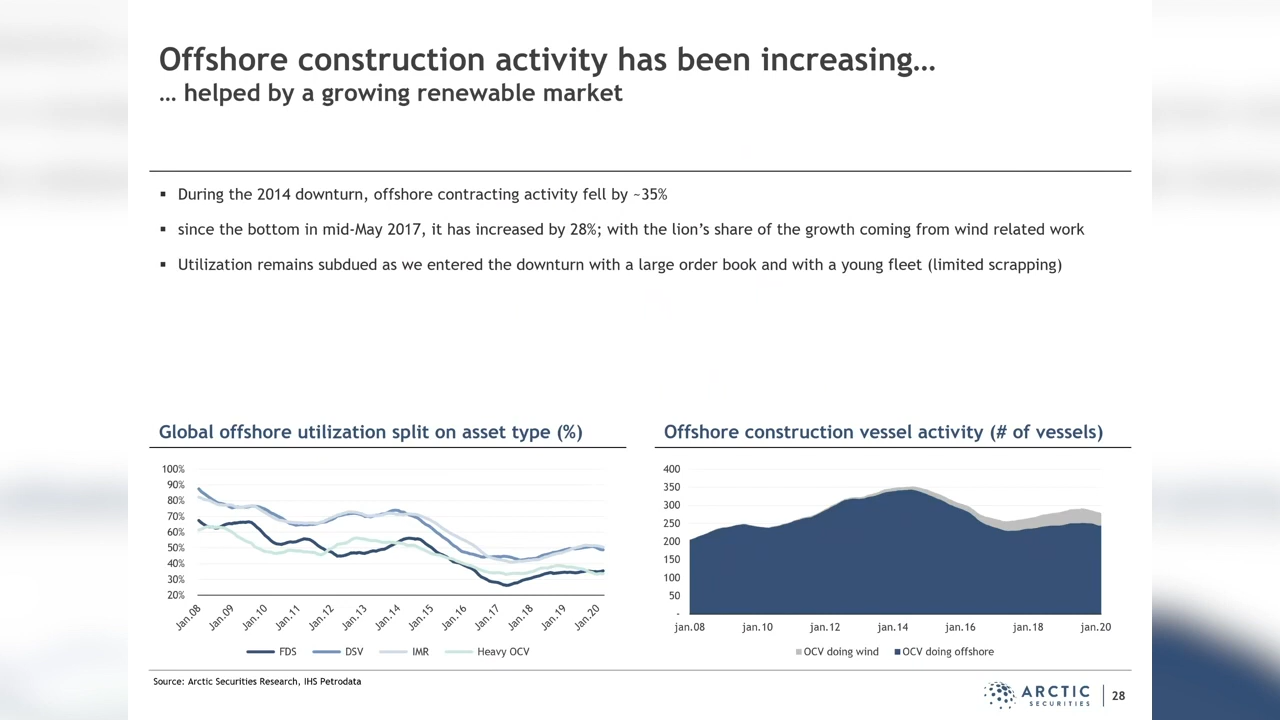 Offshore construction activity has been increasing…
… helped by a growing renewable market
▪ During the 2014 downturn, offshore contracting activity fell by ~35%
▪ since the bottom in mid-May 2017, it has increased by 28%; with the lion’s share of the growth coming from wind related work
▪ Utilization remains subdued as we entered the downturn with a large order book and with a young fleet (limited scrapping)
Global offshore utilization split on asset type (%)
100%
90%
80%
70%
60%
50%
40%
30%
20%
Jan.08 Jan.09 Jan.10 Jan.11 Jan.12 Jan.13 Jan.14 Jan.15 Jan.16 Jan.17 Jan.18 Jan.19 Jan.20
FDS DSV IMR Heavy OCV
Offshore construction vessel activity (# of vessels)
400
350
300
250
200
150
100
50
-
jan.08 jan.10 jan.12 jan.14 jan.16 jan.18 jan.20
OCV doing wind OCV doing offshore
Source: Arctic Securities Research, IHS Petrodata
ARCTIC
SECURITIES
28